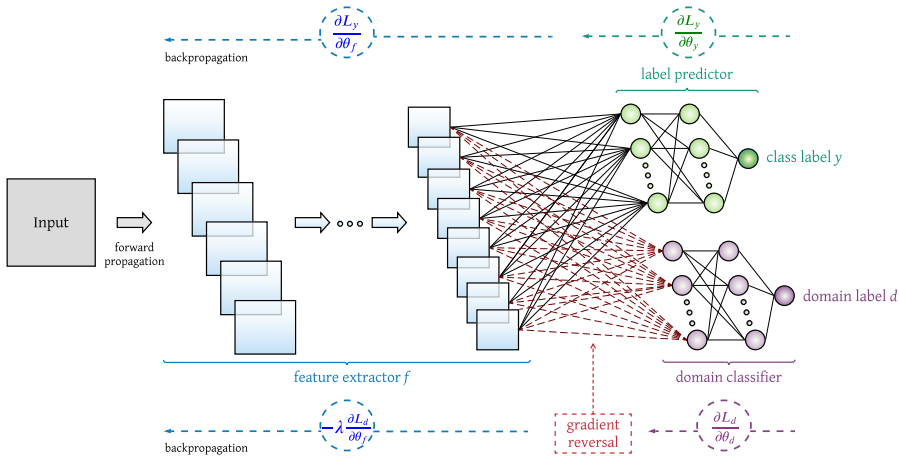 ∂L_y/∂θ_f
∂L_y/∂θ_y
backpropagation
label predictor
class label y
Input
forward
propagation
domain label d
feature extractor f
domain classifier
−λ ∂L_d/∂θ_f
gradient
reversal
∂L_d/∂θ_d
backpropagation